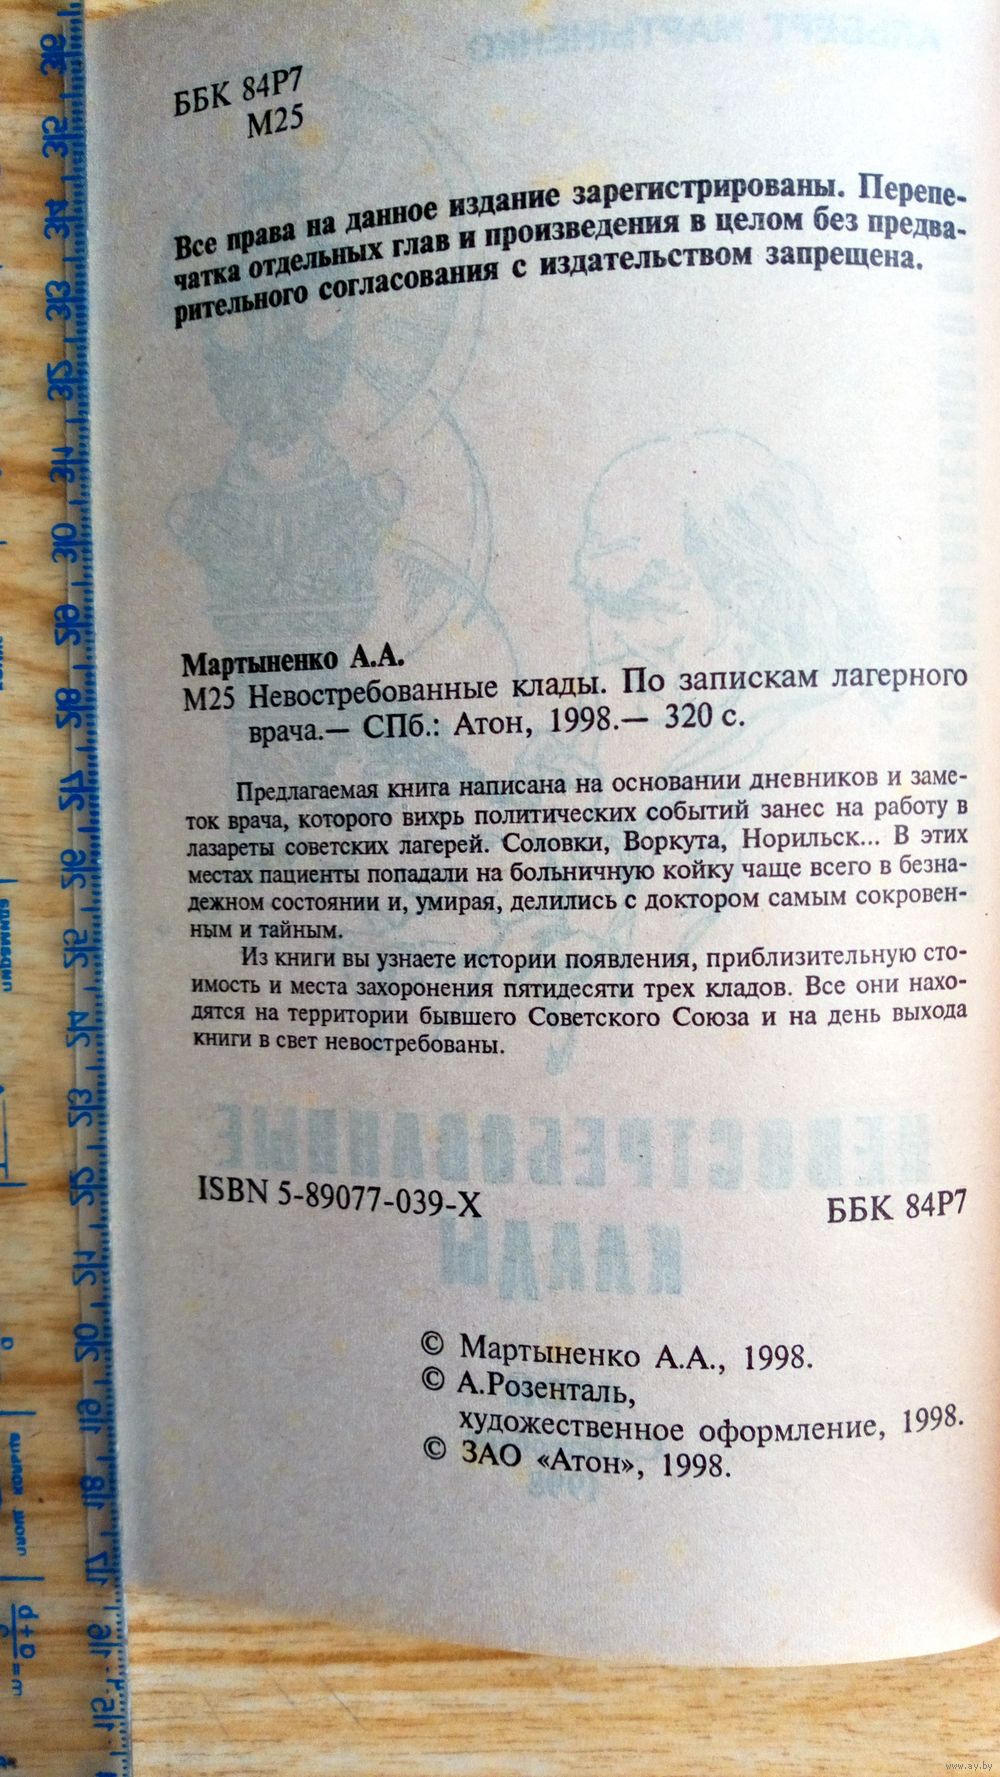 ББК 84Р7
М25
Все права на данное издание зарегистрированы. Перепе-
чатка отдельных глав и произведения в целом без предва-
рительного согласования с издательством запрещена.
Мартыненко А.А.
М25 Невостребованные клады. По запискам лагерного
врача.— СПб.: Атон, 1998.— 320 с.
Предлагаемая книга написана на основании дневников и заме-
ток врача, которого вихрь политических событий занес на работу в
лазареты советских лагерей. Соловки, Воркута, Норильск... В этих
местах пациенты попадали на больничную койку чаще всего в безна-
дежном состоянии и, умирая, делились с доктором самым сокровен-
ным и тайным.
Из книги вы узнаете истории появления, приблизительную сто-
имость и места захоронения пятидесяти трех кладов. Все они нахо-
дятся на территории бывшего Советского Союза и на день выхода
книги в свет невостребованы.
ISBN 5-89077-039-X
ББК 84Р7
© Мартыненко А.А., 1998.
© А.Розенталь,
художественное оформление, 1998.
© ЗАО «Атон», 1998.
www.ay.by